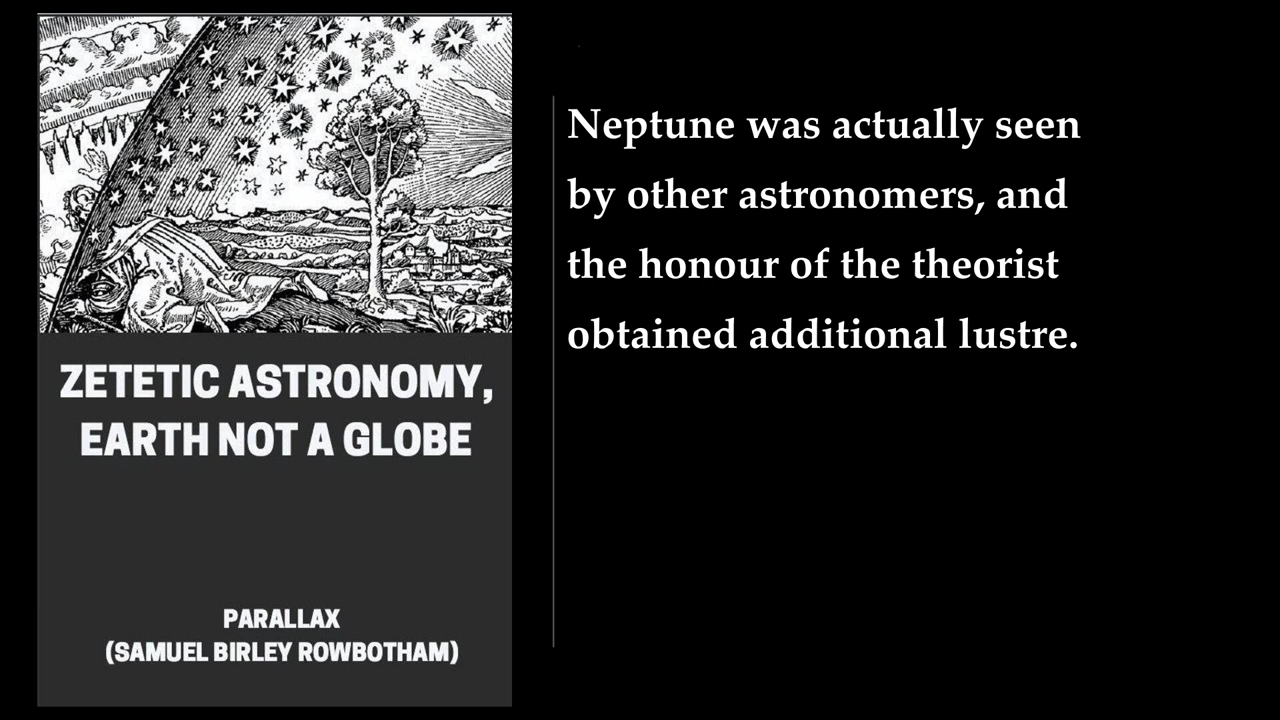 ZETETIC ASTRONOMY,
EARTH NOT A GLOBE
PARALLAX
(SAMUEL BIRLEY ROWBOTHAM)
Neptune was actually seen
by other astronomers, and
the honour of the theorist
obtained additional lustre.